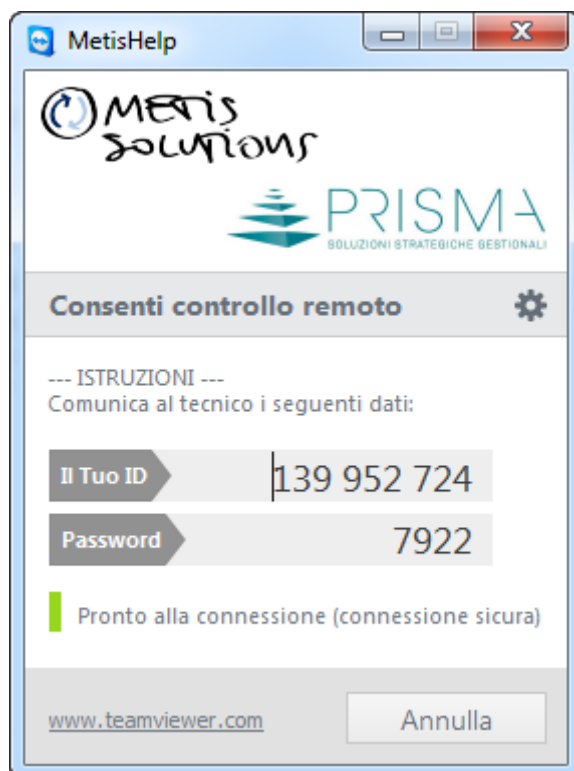 MetisHelp
METIS
SOLUTIONS
PRISMA
SOLUZIONI STRATEGICHE GESTIONALI
Consenti controllo remoto
--- ISTRUZIONI ---
Comunica al tecnico i seguenti dati:
Il Tuo ID 139 952 724
Password 7922
Pronto alla connessione (connessione sicura)
www.teamviewer.com Annulla